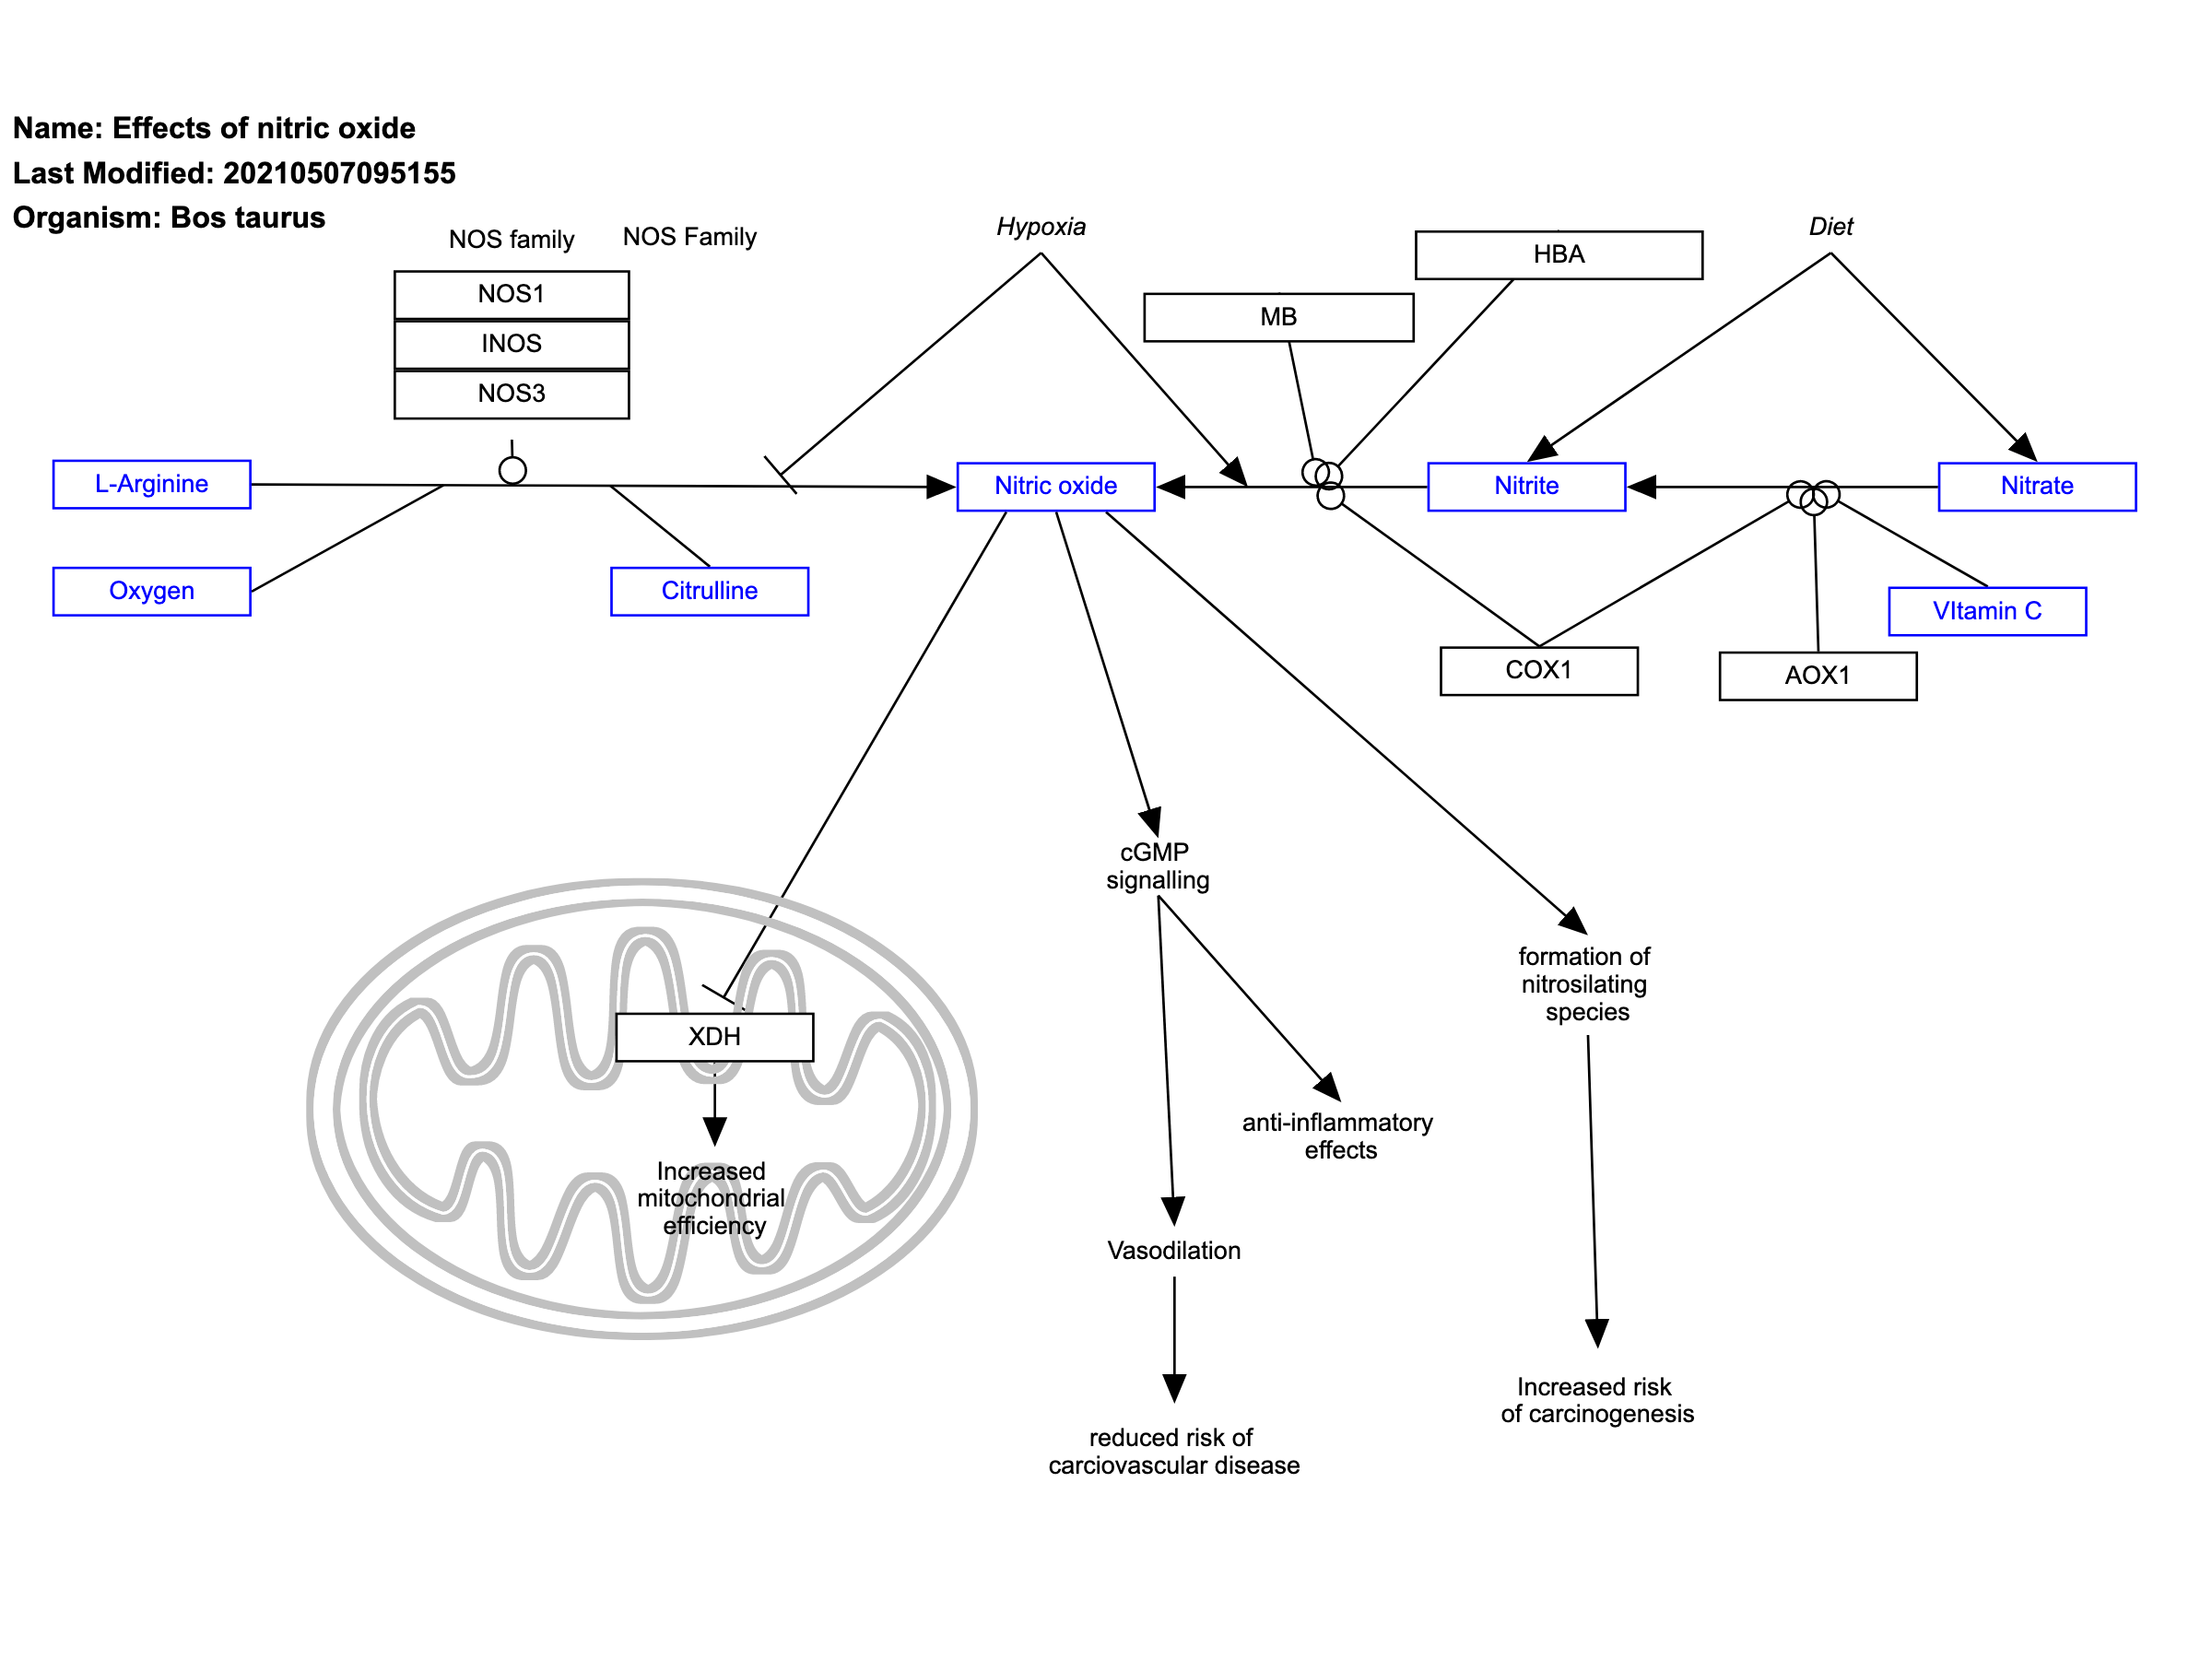 Name: Effects of nitric oxide
Last Modified: 20210507095155
Organism: Bos taurus
NOS family
NOS Family
Hypoxia
Diet
HBA
NOS1
MB
INOS
NOS3
L-Arginine
Nitric oxide
Nitrite
Nitrate
Oxygen
Citrulline
VItamin C
COX1
AOX1
cGMP
signalling
formation of
nitrosilating
species
XDH
anti-inflammatory
effects
Increased
mitochondrial
efficiency
Vasodilation
Increased risk
of carcinogenesis
reduced risk of
carciovascular disease